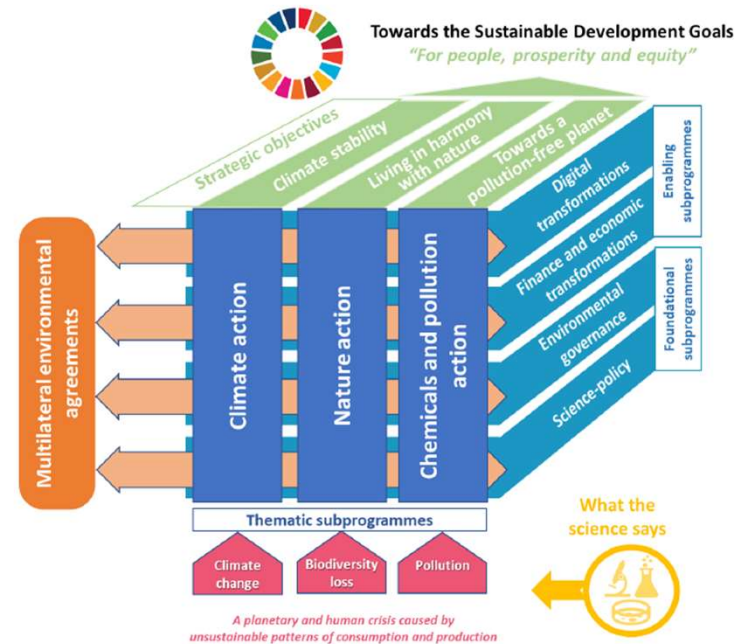 Towards the Sustainable Development Goals
“For people, prosperity and equity”
Strategic objectives
Climate stability
Living in harmony
with nature
Towards a
pollution-free planet
Digital
transformations
Finance and economic
transformations
Environmental
governance
Science-policy
Enabling
subprogrammes
Foundational
subprogrammes
Multilateral environmental
agreements
Climate action
Nature action
Chemicals and pollution
action
Thematic subprogrammes
Climate
change
Biodiversity
loss
Pollution
What the
science says
A planetary and human crisis caused by
unsustainable patterns of consumption and production